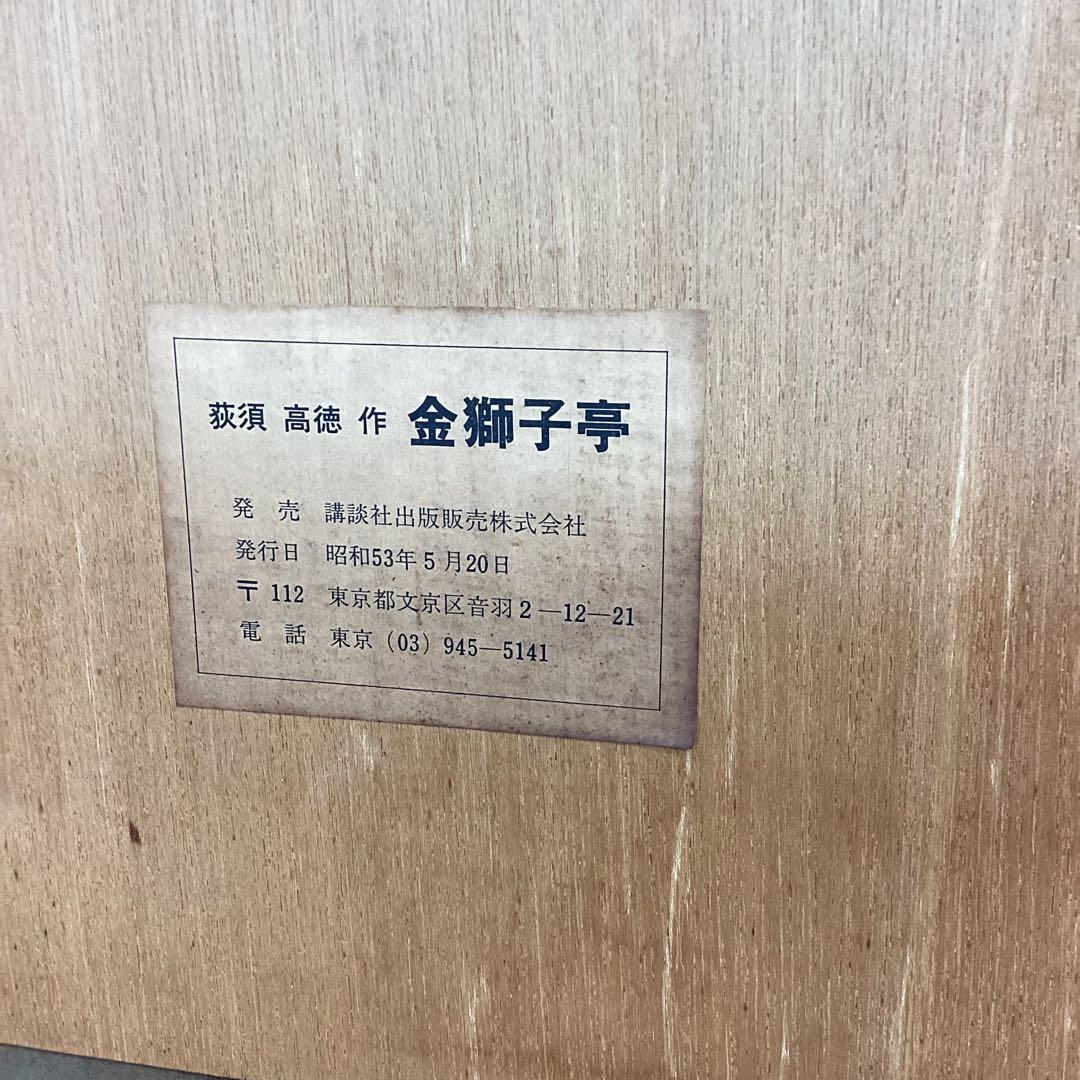 荻須 高徳 作 金獅子亭
発 売 講談社出版販売株式会社
発行日 昭和53年5月20日
〒112 東京都文京区音羽2―12―21
電 話 東京(03)945―5141